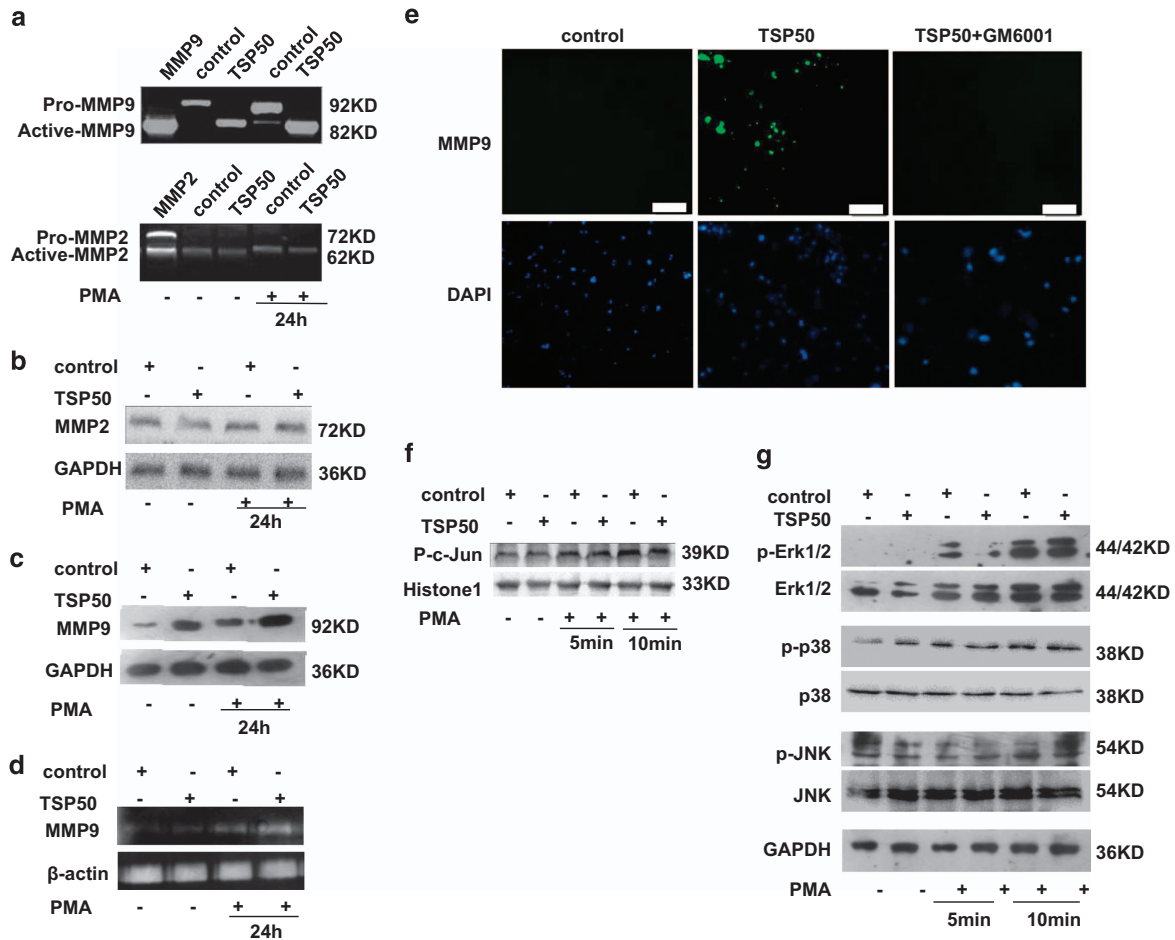 a
MMP9 control TSP50 control TSP50
Pro-MMP9 92KD
Active-MMP9 82KD
MMP2 control TSP50 control TSP50
Pro-MMP2 72KD
Active-MMP2 62KD
PMA - - - + +
24h
b
control + - + -
TSP50 - + - +
MMP2 72KD
GAPDH 36KD
PMA - - + +
24h
c
control + - + -
TSP50 - + - +
MMP9 92KD
GAPDH 36KD
PMA - - + +
24h
d
control + - + -
TSP50 - + - +
MMP9
β-actin
PMA - - + +
24h
e
control TSP50 TSP50+GM6001
MMP9
DAPI
f
control + - + - + -
TSP50 - + - + - +
P-c-Jun 39KD
Histone1 33KD
PMA - - + + + +
5min 10min
g
control + - + - + -
TSP50 - + - + - +
p-Erk1/2 44/42KD
Erk1/2 44/42KD
p-p38 38KD
p38 38KD
p-JNK 54KD
JNK 54KD
GAPDH 36KD
PMA - - + + + +
5min 10min